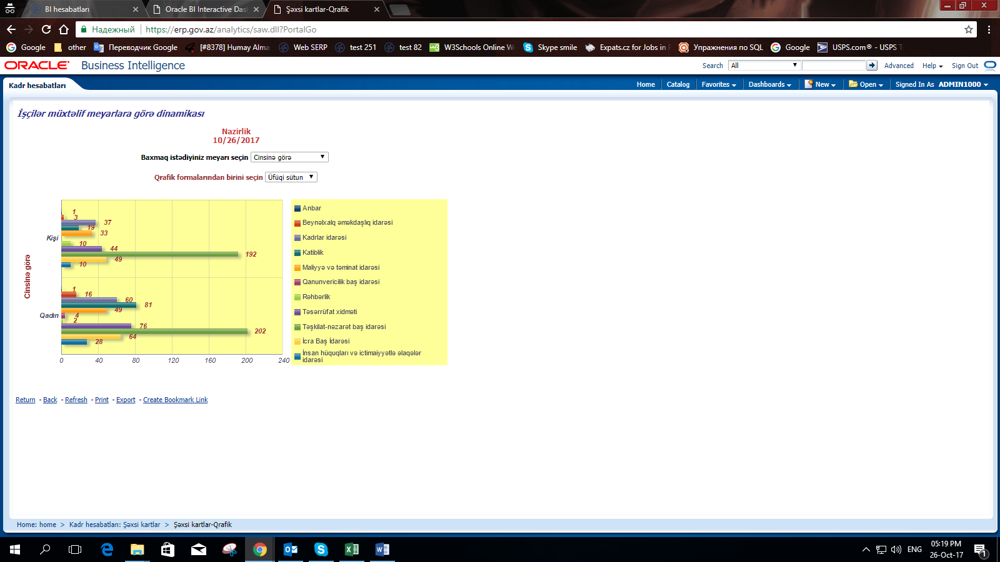 BI hesabatları
Oracle BI Interactive Das
Şəxsi kartlar-Qrafik
Надежный
https://erp.gov.az/analytics/saw.dll?PortalGo
Google
other
Переводчик Google
[#8378] Humay Alma
Web SERP
test 251
test 82
W3Schools Online W
Skype smile
Expats.cz for Jobs in
Упражнения по SQL
Google
USPS.com® - USPS T
ORACLE
Business Intelligence
Search
All
Advanced
Help
Sign Out
Kadr hesabatları
Home
Catalog
Favorites
Dashboards
New
Open
Signed In As ADMIN1000
İşçilər müxtəlif meyarlara görə dinamikası
Nazirlik
10/26/2017
Baxmaq istədiyiniz meyarı seçin Cinsinə görə
Qrafik formalarından birini seçin Üfüqi sütun
Cinsinə görə
Kişi
1
3
37
19
33
10
44
192
49
10
Qadın
1
16
60
81
49
4
2
76
202
64
28
0 40 80 120 160 200 240
Anbar
Beynəlxalq əməkdaşlıq idarəsi
Kadrlar idarəsi
Katiblik
Maliyyə və təminat idarəsi
Qanunvericilik baş idarəsi
Rəhbərlik
Təsərrüfat xidməti
Təşkilat-nəzarət baş idarəsi
İcra Baş İdarəsi
İnsan hüquqları və ictimaiyyətlə əlaqələr
idarəsi
Return - Back - Refresh - Print - Export - Create Bookmark Link
Home: home > Kadr hesabatları: Şəxsi kartlar > Şəxsi kartlar-Qrafik
ENG
05:19 PM
26-Oct-17
1